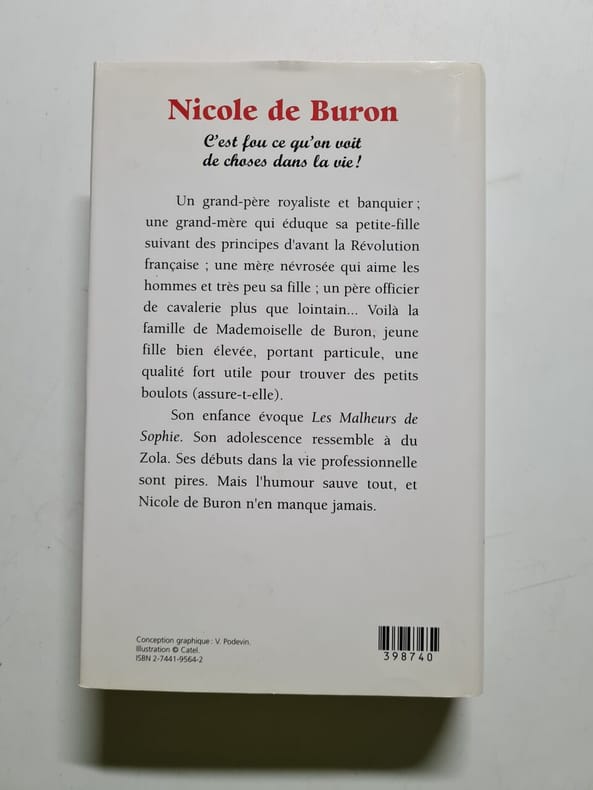 Nicole de Buron
C'est fou ce qu'on voit
de choses dans la vie !
Un grand-père royaliste et banquier ;
une grand-mère qui éduque sa petite-fille
suivant des principes d'avant la Révolution
française ; une mère névrosée qui aime les
hommes et très peu sa fille ; un père officier
de cavalerie plus que lointain... Voilà la
famille de Mademoiselle de Buron, jeune
fille bien élevée, portant particule, une
qualité fort utile pour trouver des petits
boulots (assure-t-elle).
Son enfance évoque Les Malheurs de
Sophie. Son adolescence ressemble à du
Zola. Ses débuts dans la vie professionnelle
sont pires. Mais l'humour sauve tout, et
Nicole de Buron n'en manque jamais.
Conception graphique : V. Podevin.
Illustration © Catel.
ISBN 2-7441-9564-2
398740